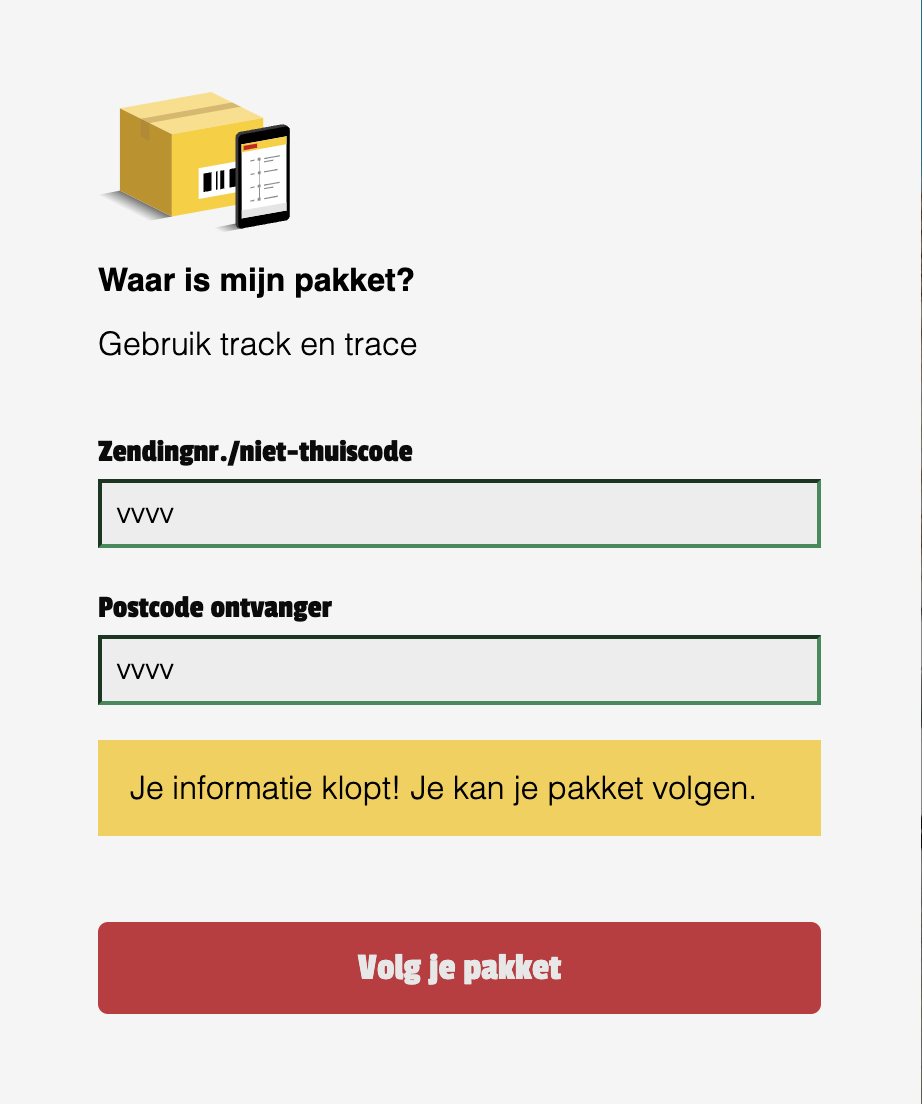 Waar is mijn pakket?
Gebruik track en trace
Zendingnr./niet-thuiscode
vvvv
Postcode ontvanger
vvvv
Je informatie klopt! Je kan je pakket volgen.
Volg je pakket